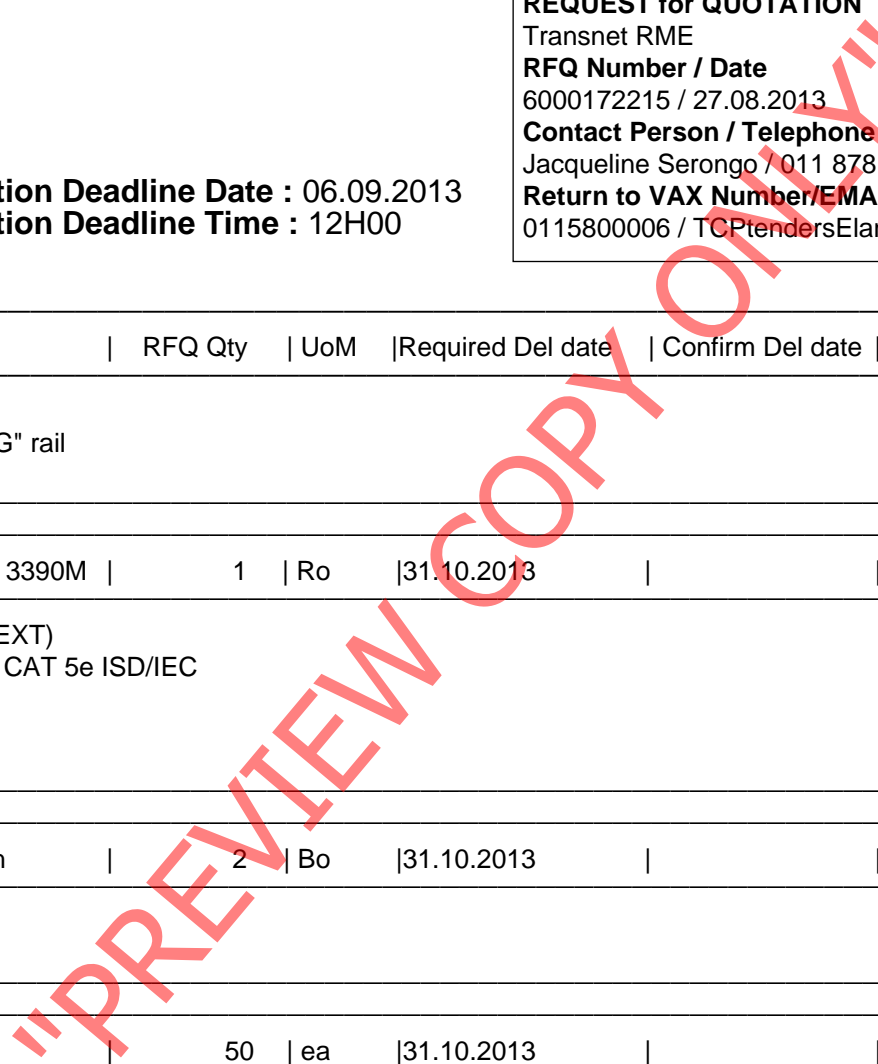 REQUEST for QUOTATION
Transnet RME
RFQ Number / Date
6000172215 / 27.08.2013
Contact Person / Telephone
Jacqueline Serongo / 011 878
Return to VAX Number/EMA
0115800006 / TCPtendersElan
tion Deadline Date : 06.09.2013
tion Deadline Time : 12H00
| RFQ Qty | UoM |Required Del date | Confirm Del date |
G" rail
3390M | 1 | Ro |31.10.2013 | |
EXT)
CAT 5e ISD/IEC
| 2 | Bo |31.10.2013 | |
| 50 | ea |31.10.2013 | |
"PREVIEW COPY ONLY"